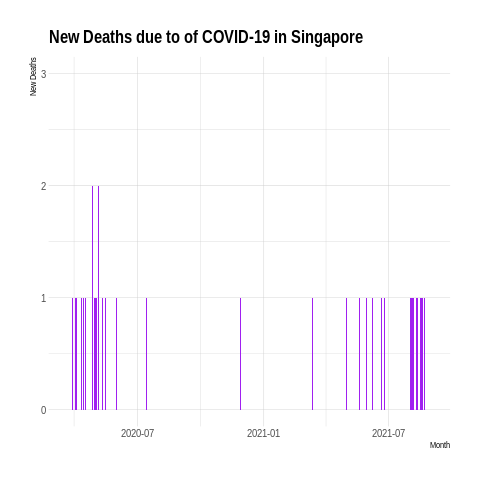 New Deaths due to of COVID-19 in Singapore
New Deaths
3
2
1
0
2020-07 2021-01 2021-07
Month